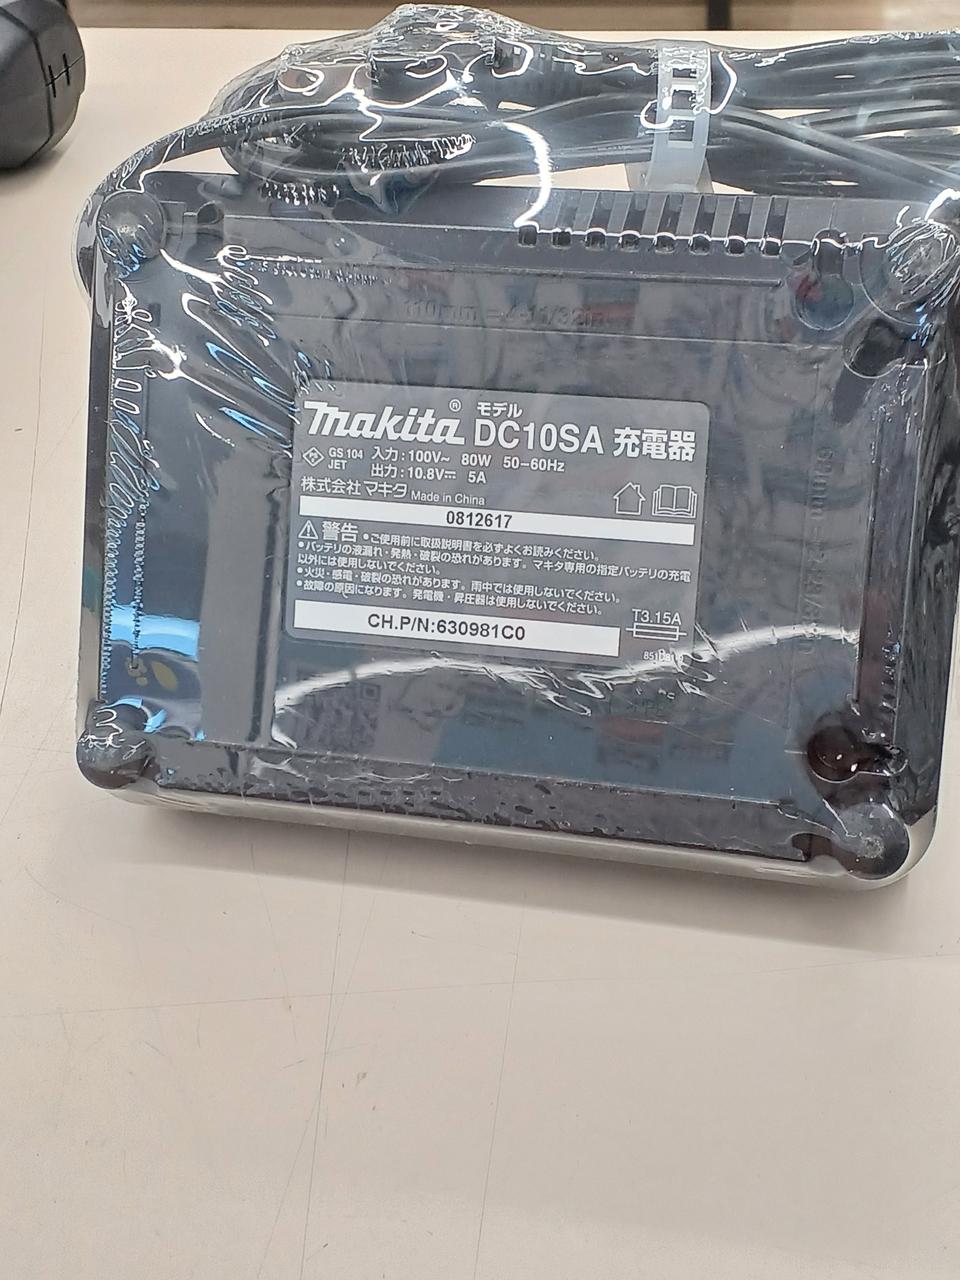 110mm = 4-11/32in
makita® モデル DC10SA 充電器
PS GS 104 JET 入力:100V~ 80W 50-60Hz
出力:10.8V⎓ 5A
株式会社マキタ Made in China
0812617
⚠警告 •ご使用前に取扱説明書を必ずよくお読みください。
•バッテリの液漏れ・発熱・破裂の恐れがあります。マキタ専用の指定バッテリの充電
以外には使用しないでください。
•火災・感電・破裂の恐れがあります。雨中では使用しないでください。
•故障の原因になります。発電機・昇圧器は使用しないでください。
T3.15A
CH.P/N:630981C0